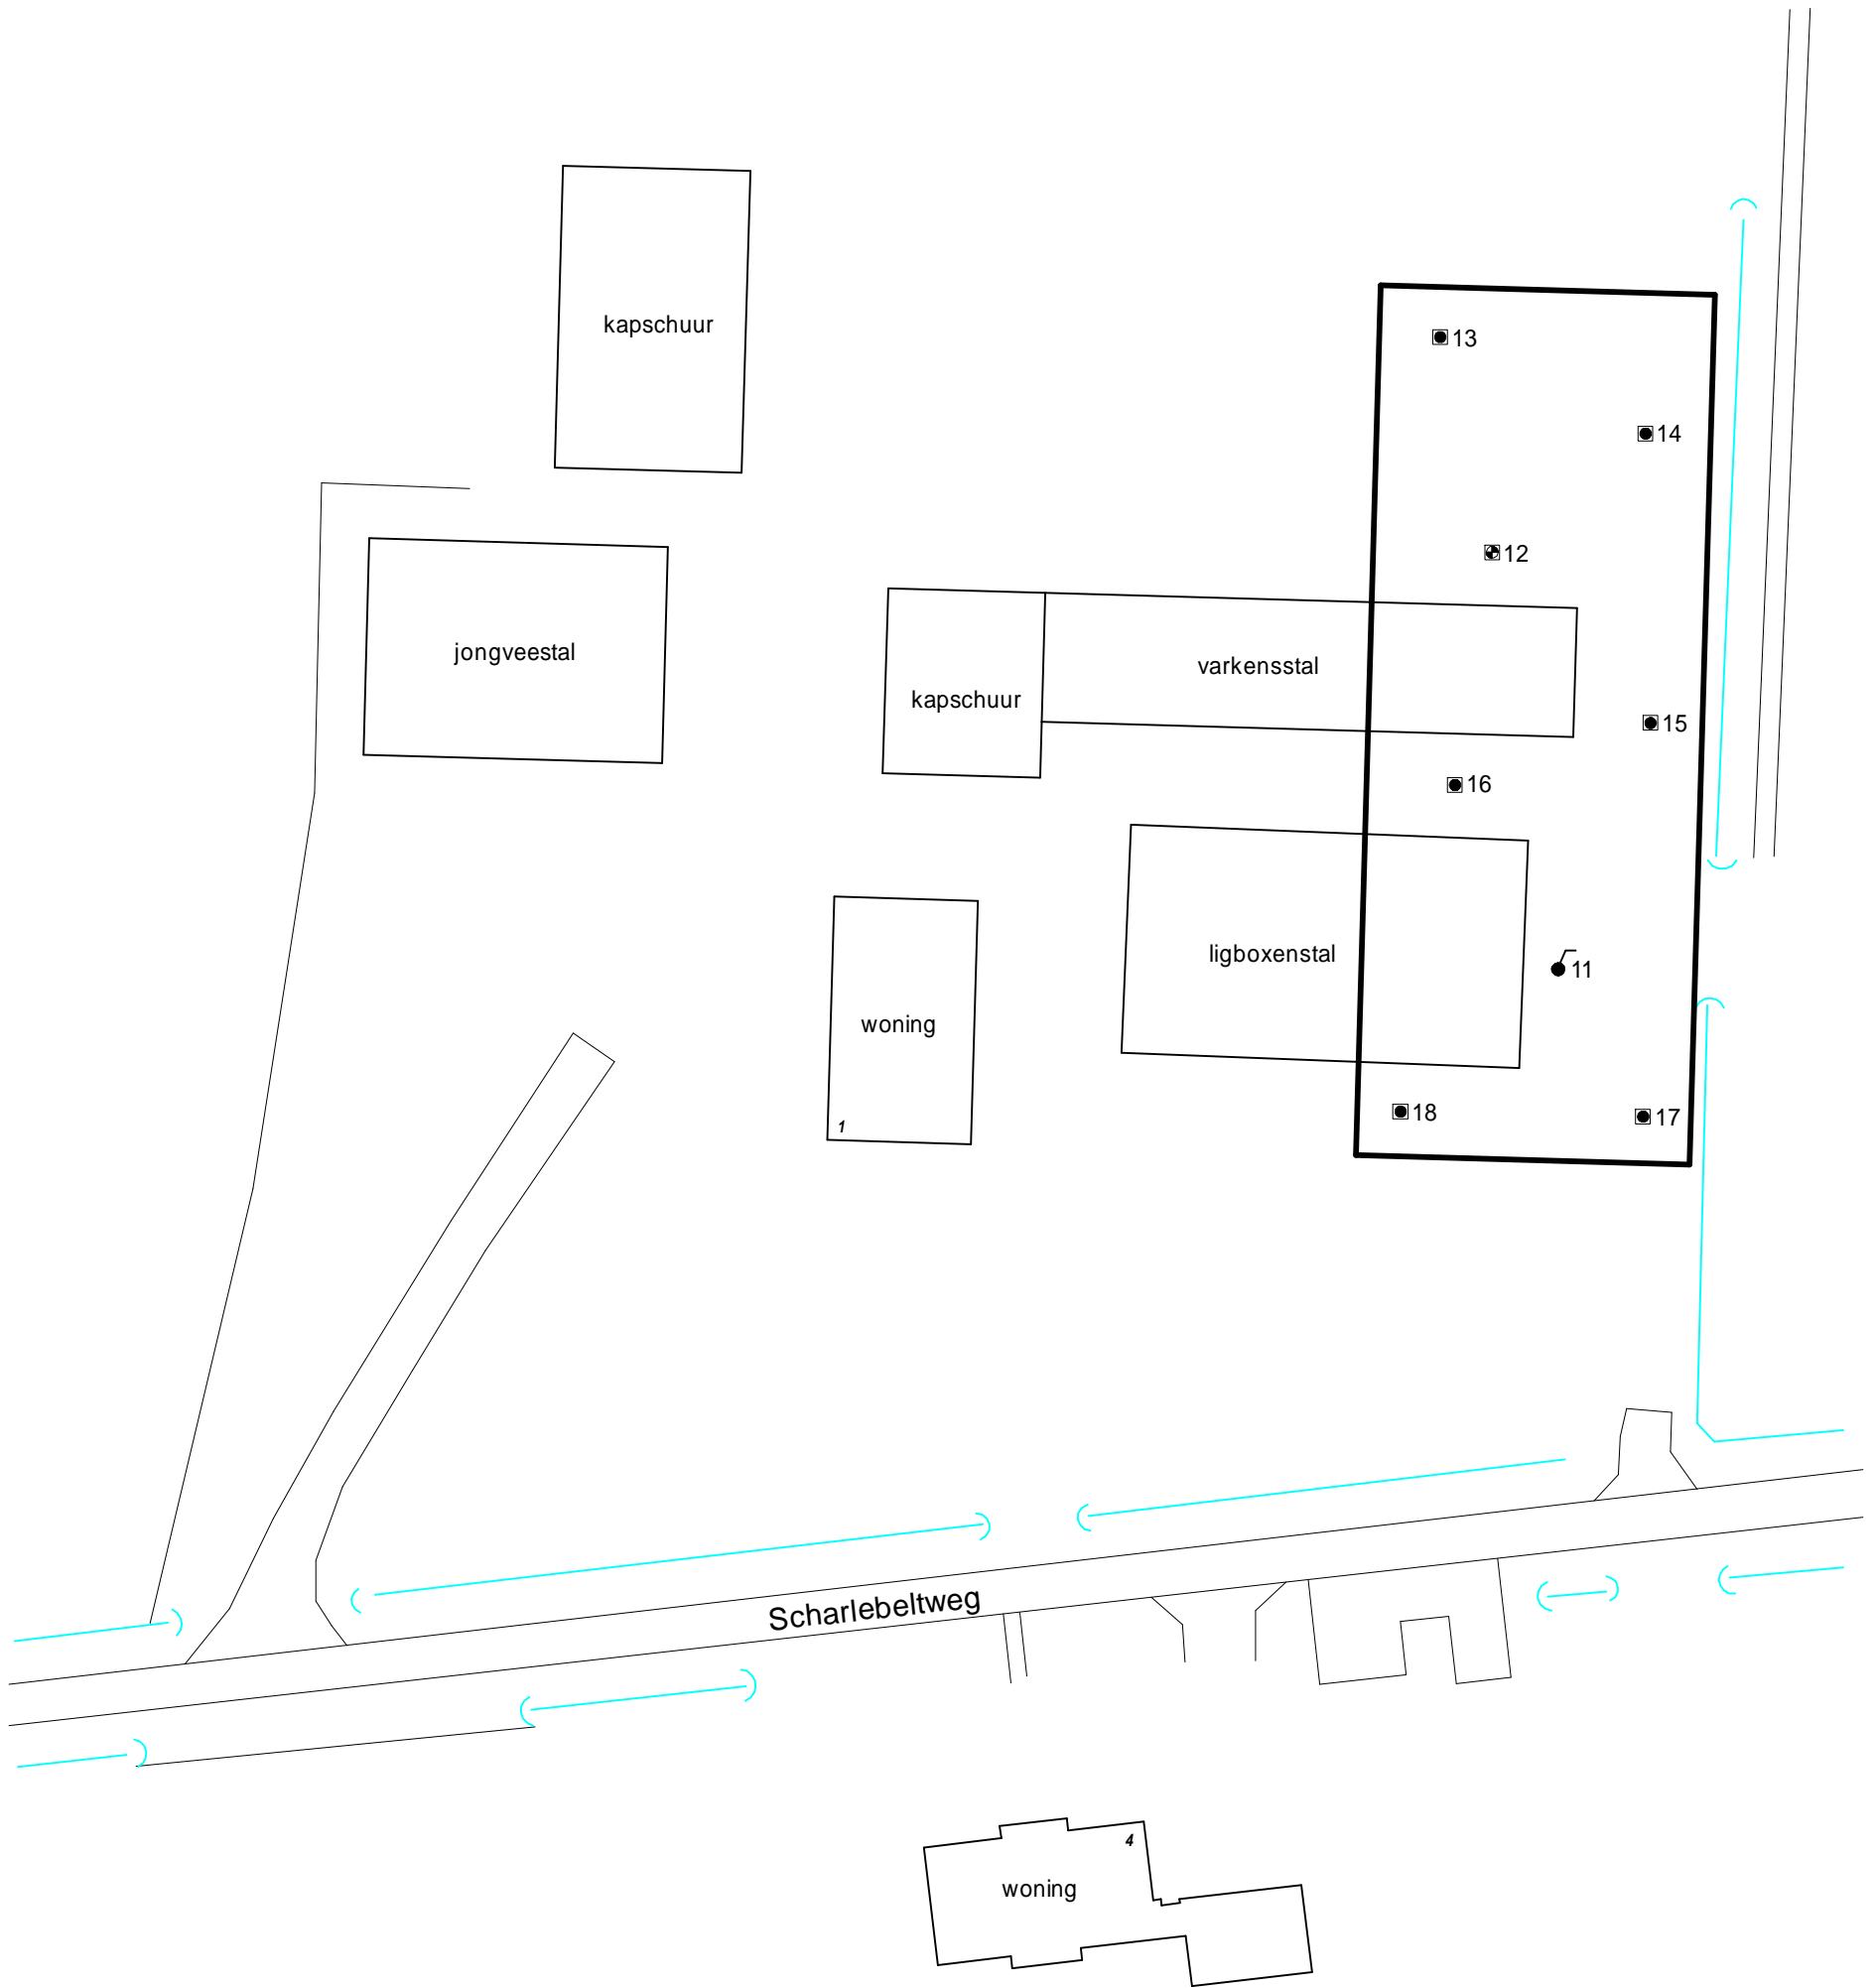 kapschuur
13
14
12
jongveestal
varkensstal
kapschuur
15
16
ligboxenstal
11
woning
1
18
17
Scharlebeltweg
4
woning